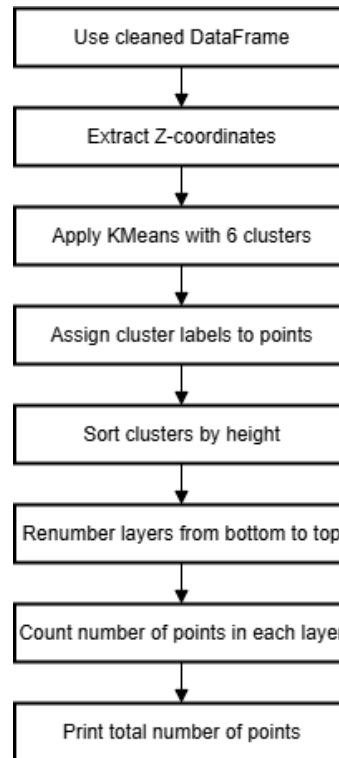 Use cleaned DataFrame
Extract Z-coordinates
Apply KMeans with 6 clusters
Assign cluster labels to points
Sort clusters by height
Renumber layers from bottom to top
Count number of points in each layer
Print total number of points